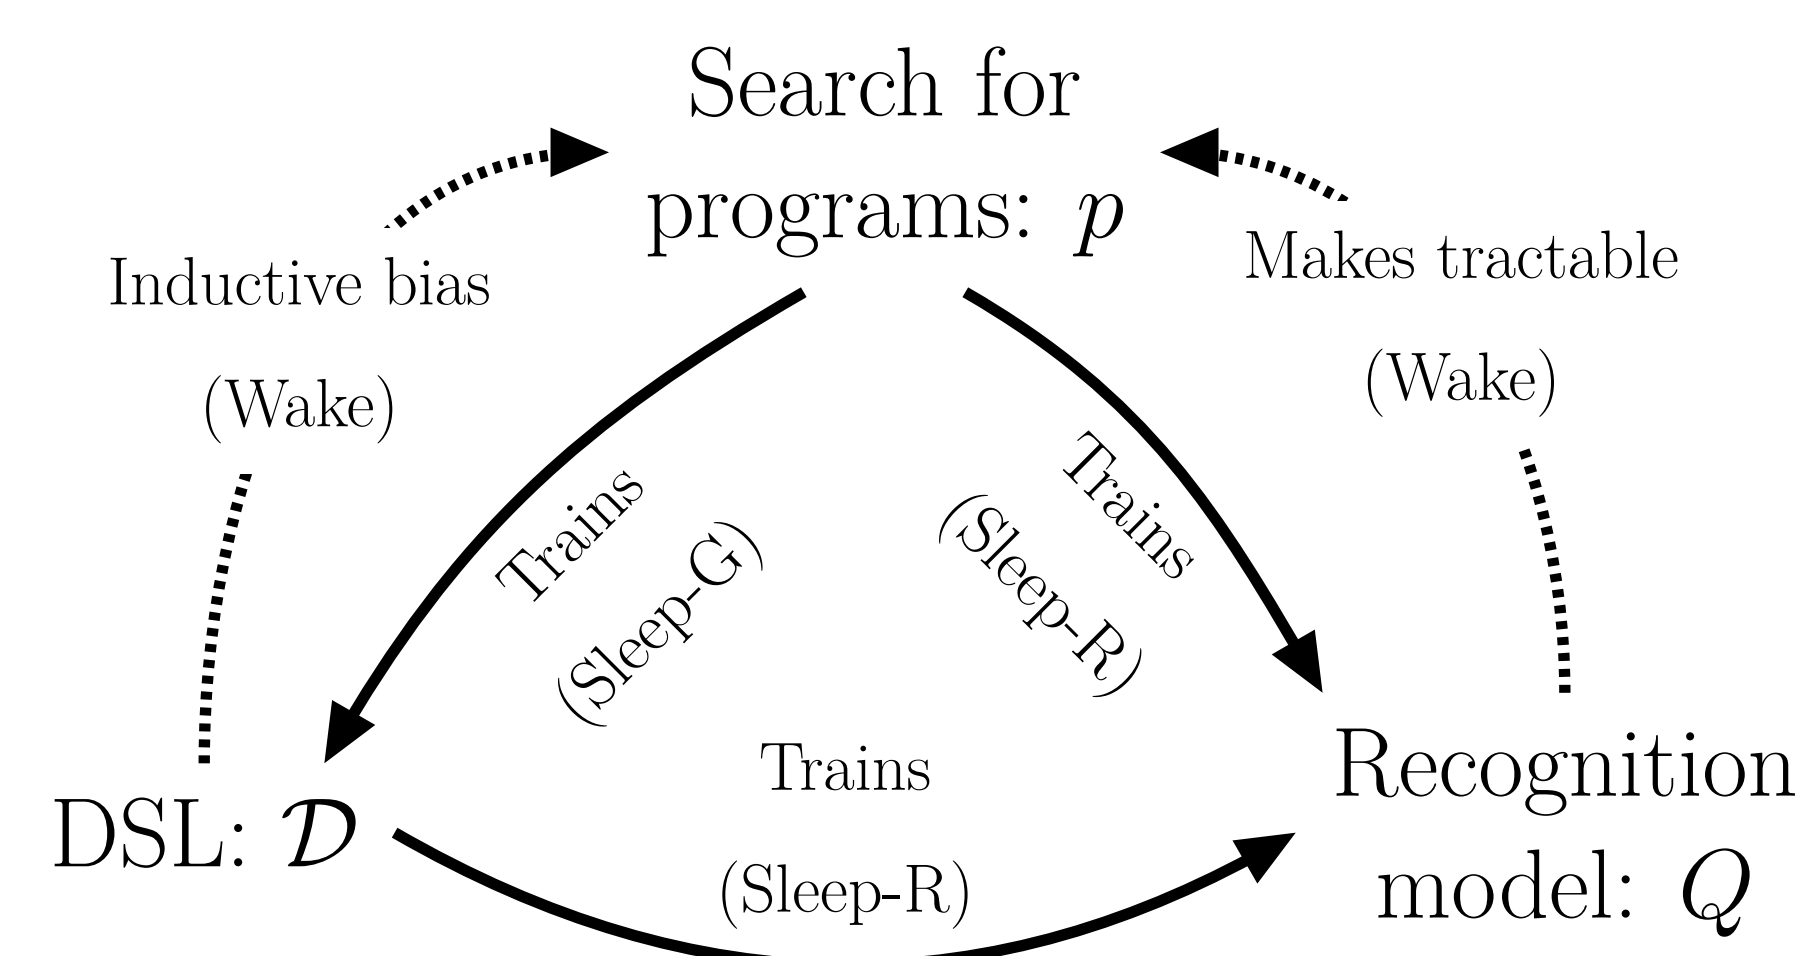 Search for
programs: p
Inductive bias
(Wake)
Makes tractable
(Wake)
Trains
(Sleep-G)
Trains
(Sleep-R)
Trains
(Sleep-R)
DSL: 𝒟
Recognition
model: Q